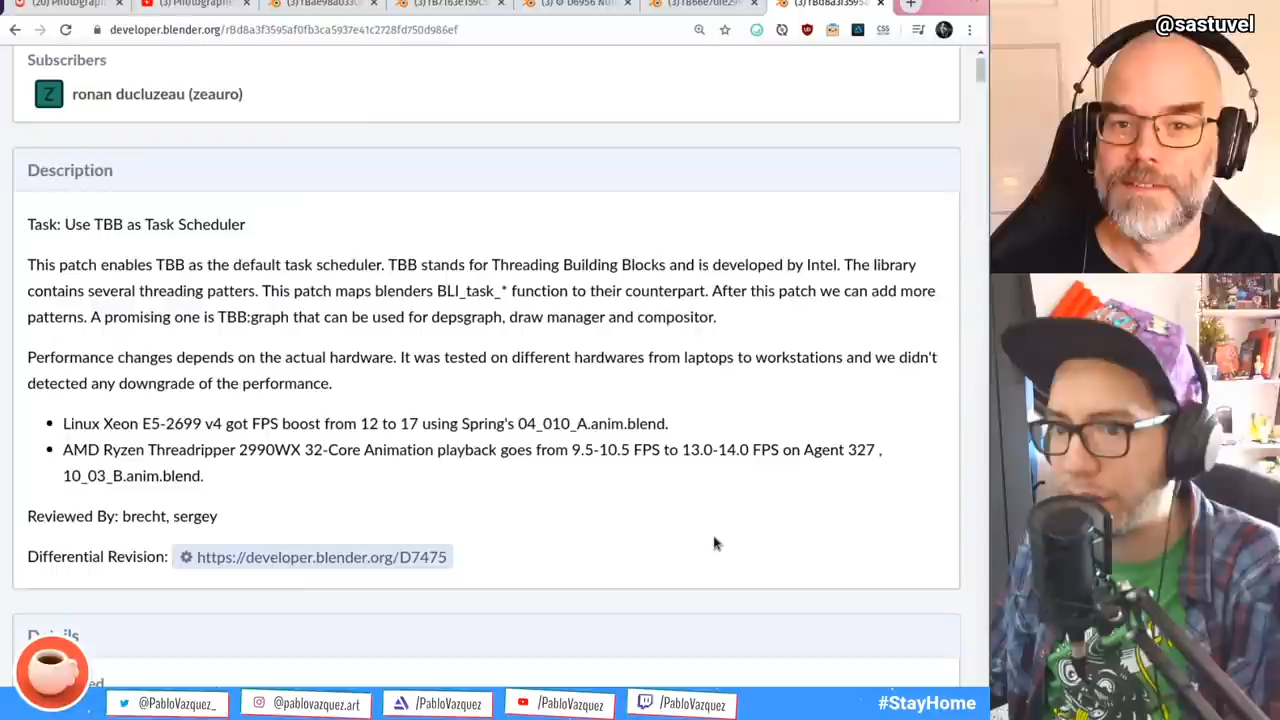 (20) Photograph
(3) Photographe
(3) D6956 Nu
developer.blender.org/rBd8a3f3595af0fb3ca5937e41c2728fd750d986ef
@sastuvel
Subscribers
Z ronan ducluzeau (zeauro)
Description
Task: Use TBB as Task Scheduler
This patch enables TBB as the default task scheduler. TBB stands for Threading Building Blocks and is developed by Intel. The library
contains several threading patters. This patch maps blenders BLI_task_* function to their counterpart. After this patch we can add more
patterns. A promising one is TBB:graph that can be used for depsgraph, draw manager and compositor.
Performance changes depends on the actual hardware. It was tested on different hardwares from laptops to workstations and we didn't
detected any downgrade of the performance.
Linux Xeon E5-2699 v4 got FPS boost from 12 to 17 using Spring's 04_010_A.anim.blend.
AMD Ryzen Threadripper 2990WX 32-Core Animation playback goes from 9.5-10.5 FPS to 13.0-14.0 FPS on Agent 327 ,
10_03_B.anim.blend.
Reviewed By: brecht, sergey
Differential Revision: https://developer.blender.org/D7475
Details
@PabloVazquez_ @pablovazquez.art /PabloVazquez /PabloVazquez /PabloVazquez #StayHome